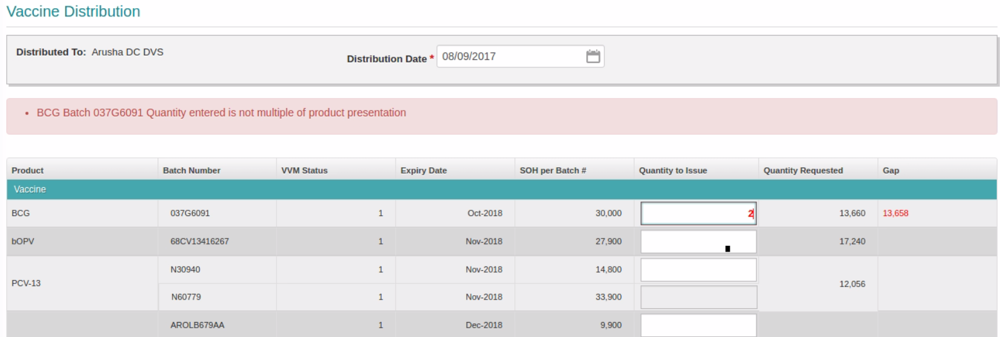 Vaccine Distribution
Distributed To: Arusha DC DVS
Distribution Date * 08/09/2017
• BCG Batch 037G6091 Quantity entered is not multiple of product presentation
Product Batch Number VVM Status Expiry Date SOH per Batch # Quantity to Issue Quantity Requested Gap
Vaccine
BCG 037G6091 1 Oct-2018 30,000 2 13,660 13,658
bOPV 68CV13416267 1 Nov-2018 27,900 17,240
PCV-13 N30940 1 Nov-2018 14,800 12,056
N60779 1 Nov-2018 33,900
AROLB679AA 1 Dec-2018 9,900